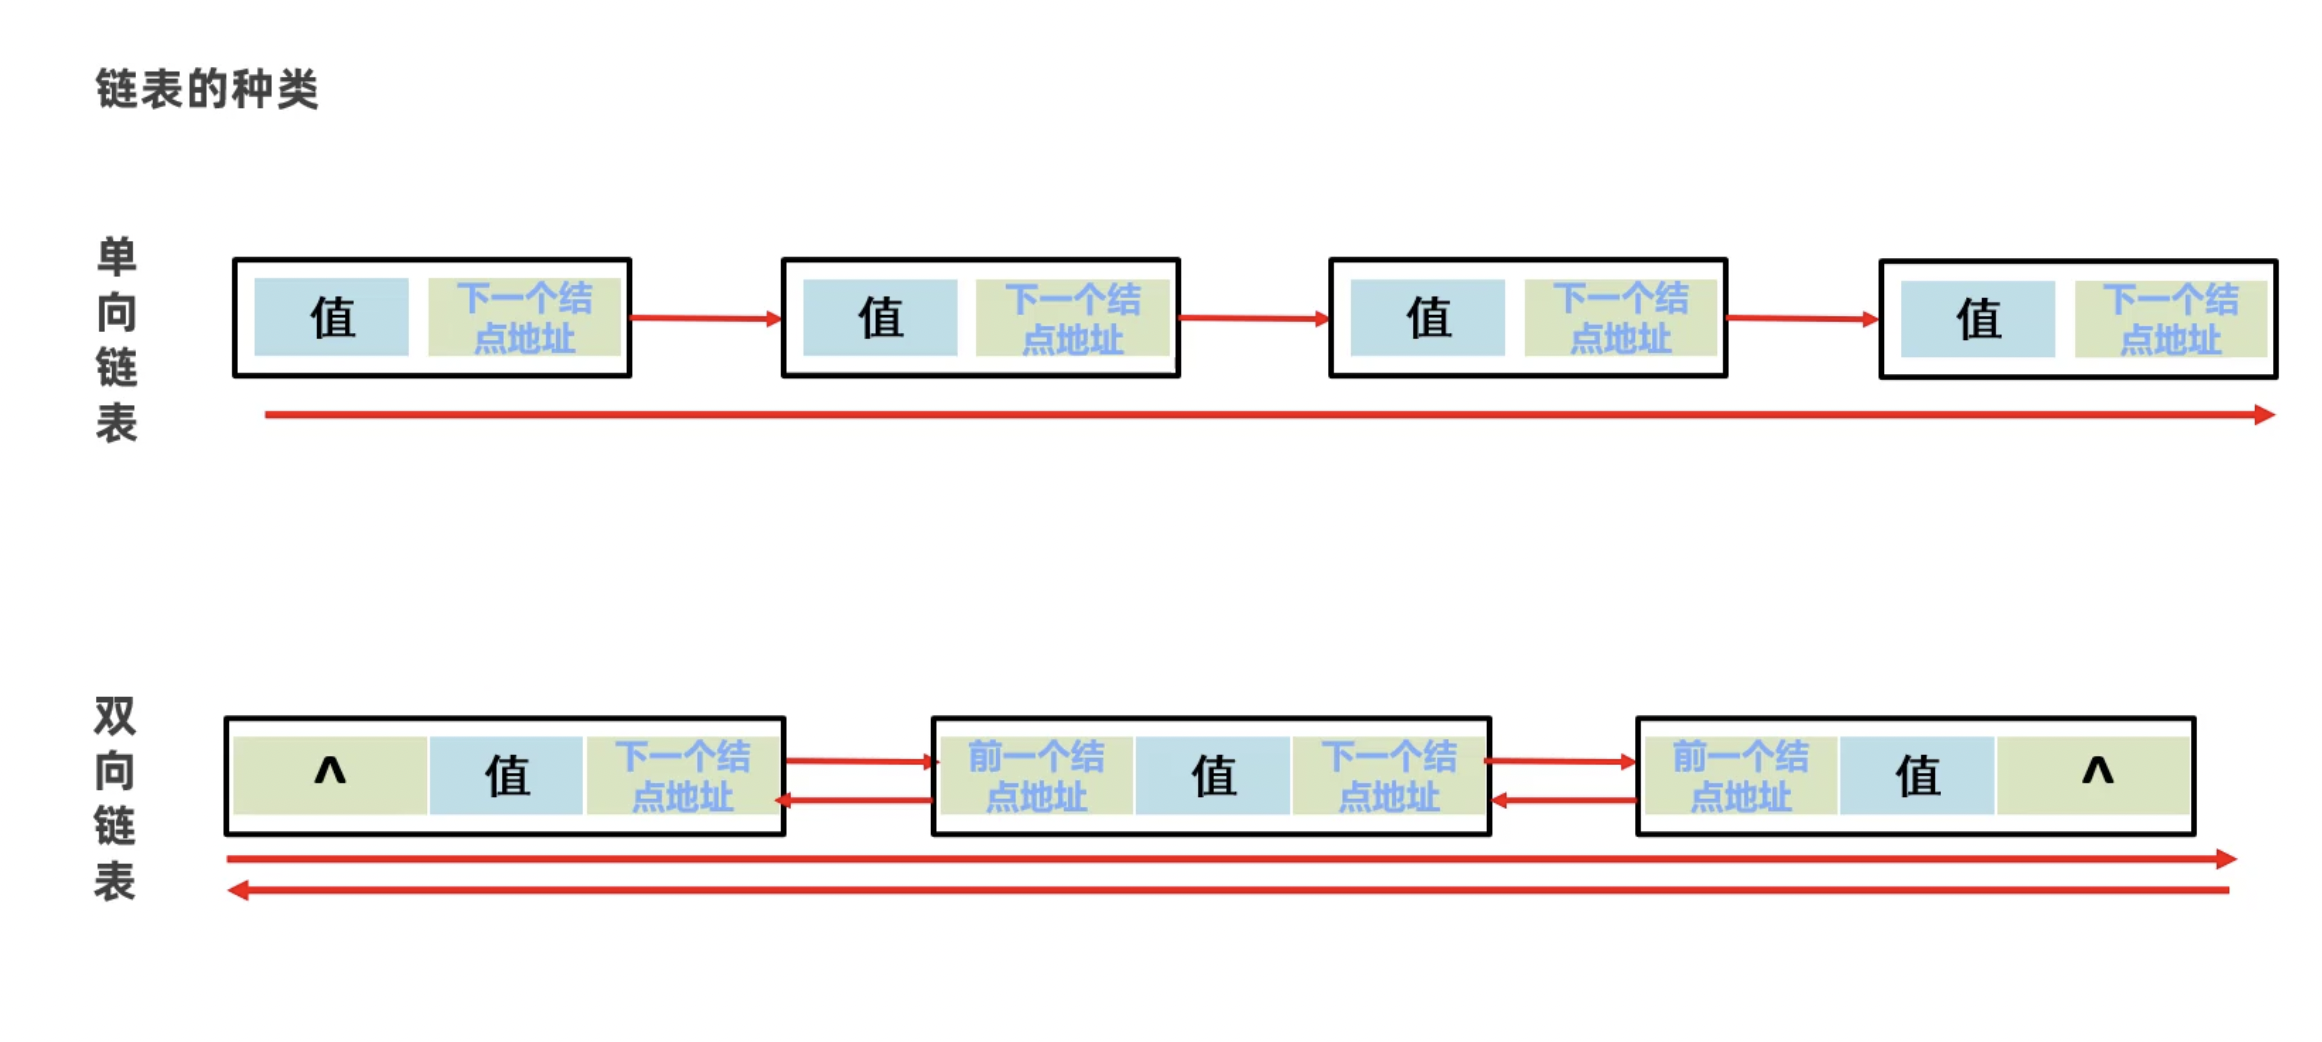 链表的种类
单向链表
值
下一个结
点地址
值
下一个结
点地址
值
下一个结
点地址
值
下一个结
点地址
双向链表
^
值
下一个结
点地址
前一个结
点地址
值
下一个结
点地址
前一个结
点地址
值
^